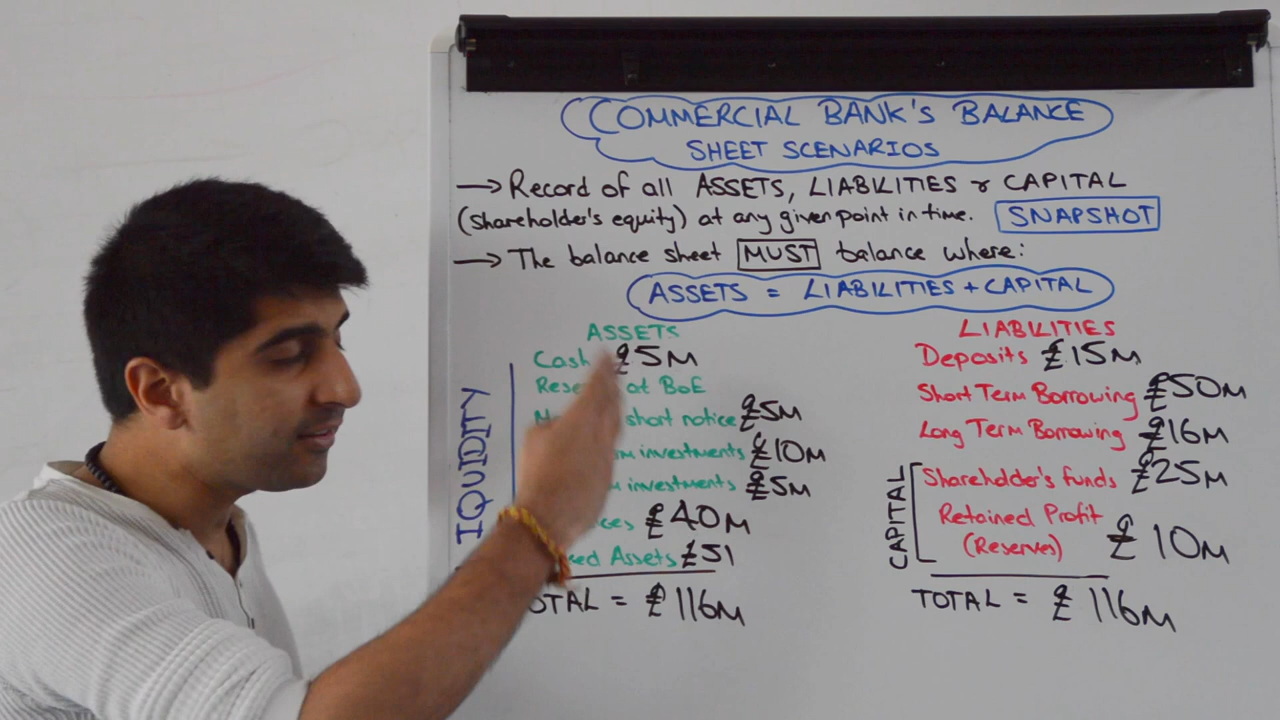 COMMERCIAL BANK'S BALANCE
SHEET SCENARIOS
→ Record of all ASSETS, LIABILITIES & CAPITAL
(Shareholder's equity) at any given point in time. SNAPSHOT
→ The balance sheet MUST balance where:
ASSETS = LIABILITIES + CAPITAL
ASSETS
Cash £5M
at BoE
short notice £5M
investments £10M
investments £5M
£40M
Assets £51
TOTAL = £116M
LIQUIDITY
LIABILITIES
Deposits £15M
Short Term Borrowing £50M
Long Term Borrowing £16M
Shareholder's funds £25M
Retained Profit
(Reserves) £10M
CAPITAL
TOTAL = £116M